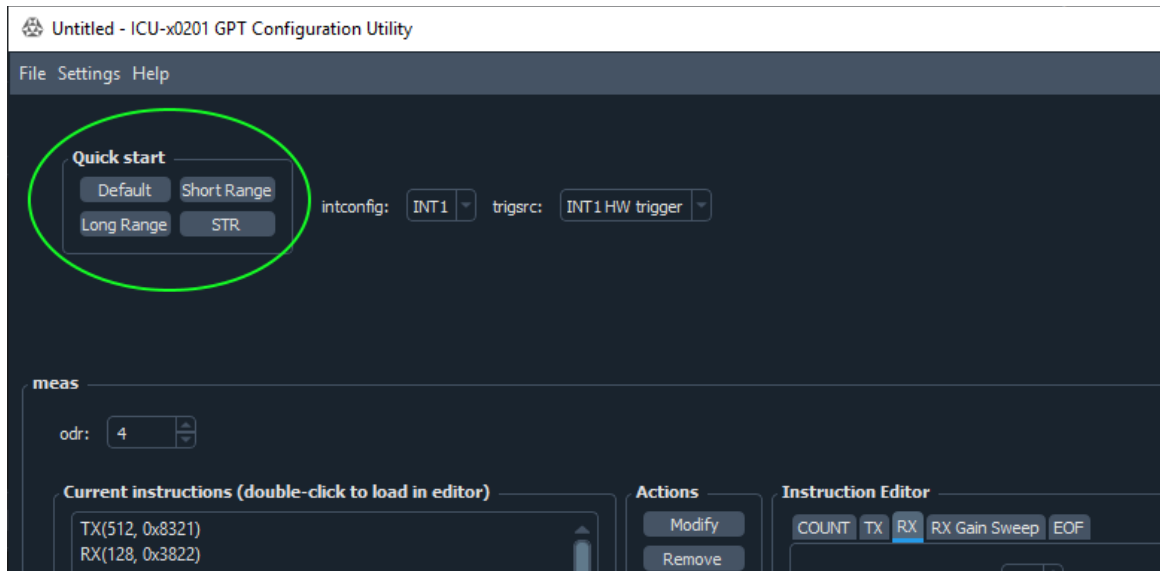 Untitled - ICU-x0201 GPT Configuration Utility
File Settings Help
Quick start
Default Short Range
Long Range STR
intconfig: INT1 trigsrc: INT1 HW trigger
meas
odr: 4
Current instructions (double-click to load in editor)
TX(512, 0x8321)
RX(128, 0x3822)
Actions
Modify
Remove
Instruction Editor
COUNT TX RX RX Gain Sweep EOF